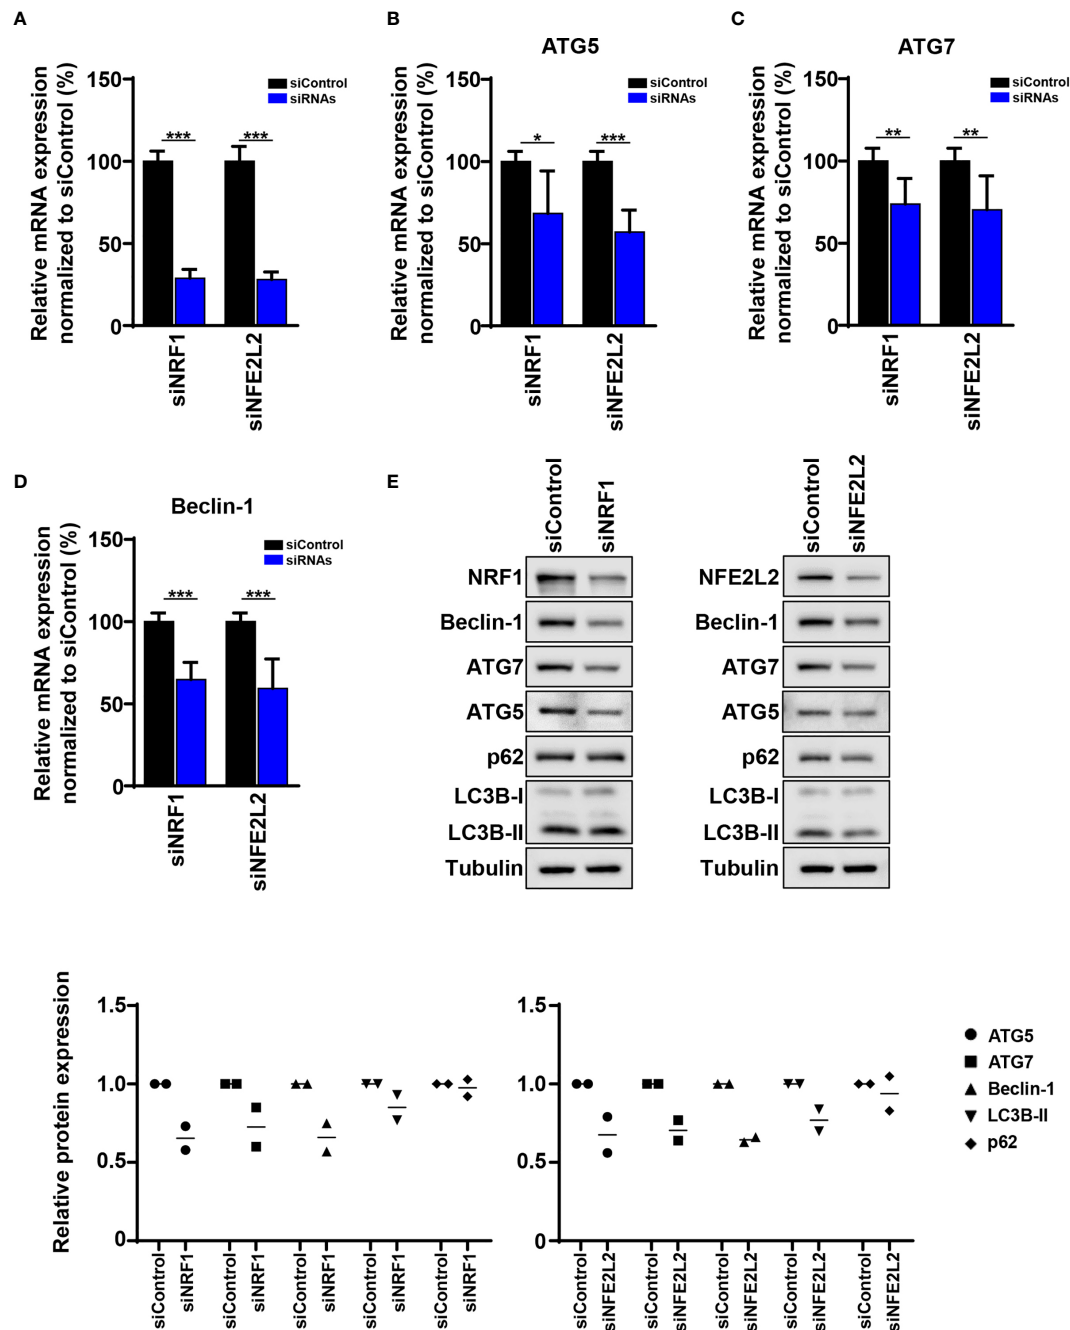 A
Relative mRNA expression
normalized to siControl (%)
150
100
50
0
siControl
siRNAs
***
***
siNRF1
siNFE2L2
B
ATG5
Relative mRNA expression
normalized to siControl (%)
150
100
50
0
siControl
siRNAs
*
***
siNRF1
siNFE2L2
C
ATG7
Relative mRNA expression
normalized to siControl (%)
150
100
50
0
siControl
siRNAs
**
**
siNRF1
siNFE2L2
D
Beclin-1
Relative mRNA expression
normalized to siControl (%)
150
100
50
0
siControl
siRNAs
***
***
siNRF1
siNFE2L2
E
siControl
siNRF1
NRF1
Beclin-1
ATG7
ATG5
p62
LC3B-I
LC3B-II
Tubulin
siControl
siNFE2L2
NFE2L2
Beclin-1
ATG7
ATG5
p62
LC3B-I
LC3B-II
Tubulin
Relative protein expression
1.5
1.0
0.5
0
siControl
siNRF1
siControl
siNRF1
siControl
siNRF1
siControl
siNRF1
siControl
siNRF1
1.5
1.0
0.5
0
siControl
siNFE2L2
siControl
siNFE2L2
siControl
siNFE2L2
siControl
siNFE2L2
siControl
siNFE2L2
ATG5
ATG7
Beclin-1
LC3B-II
p62